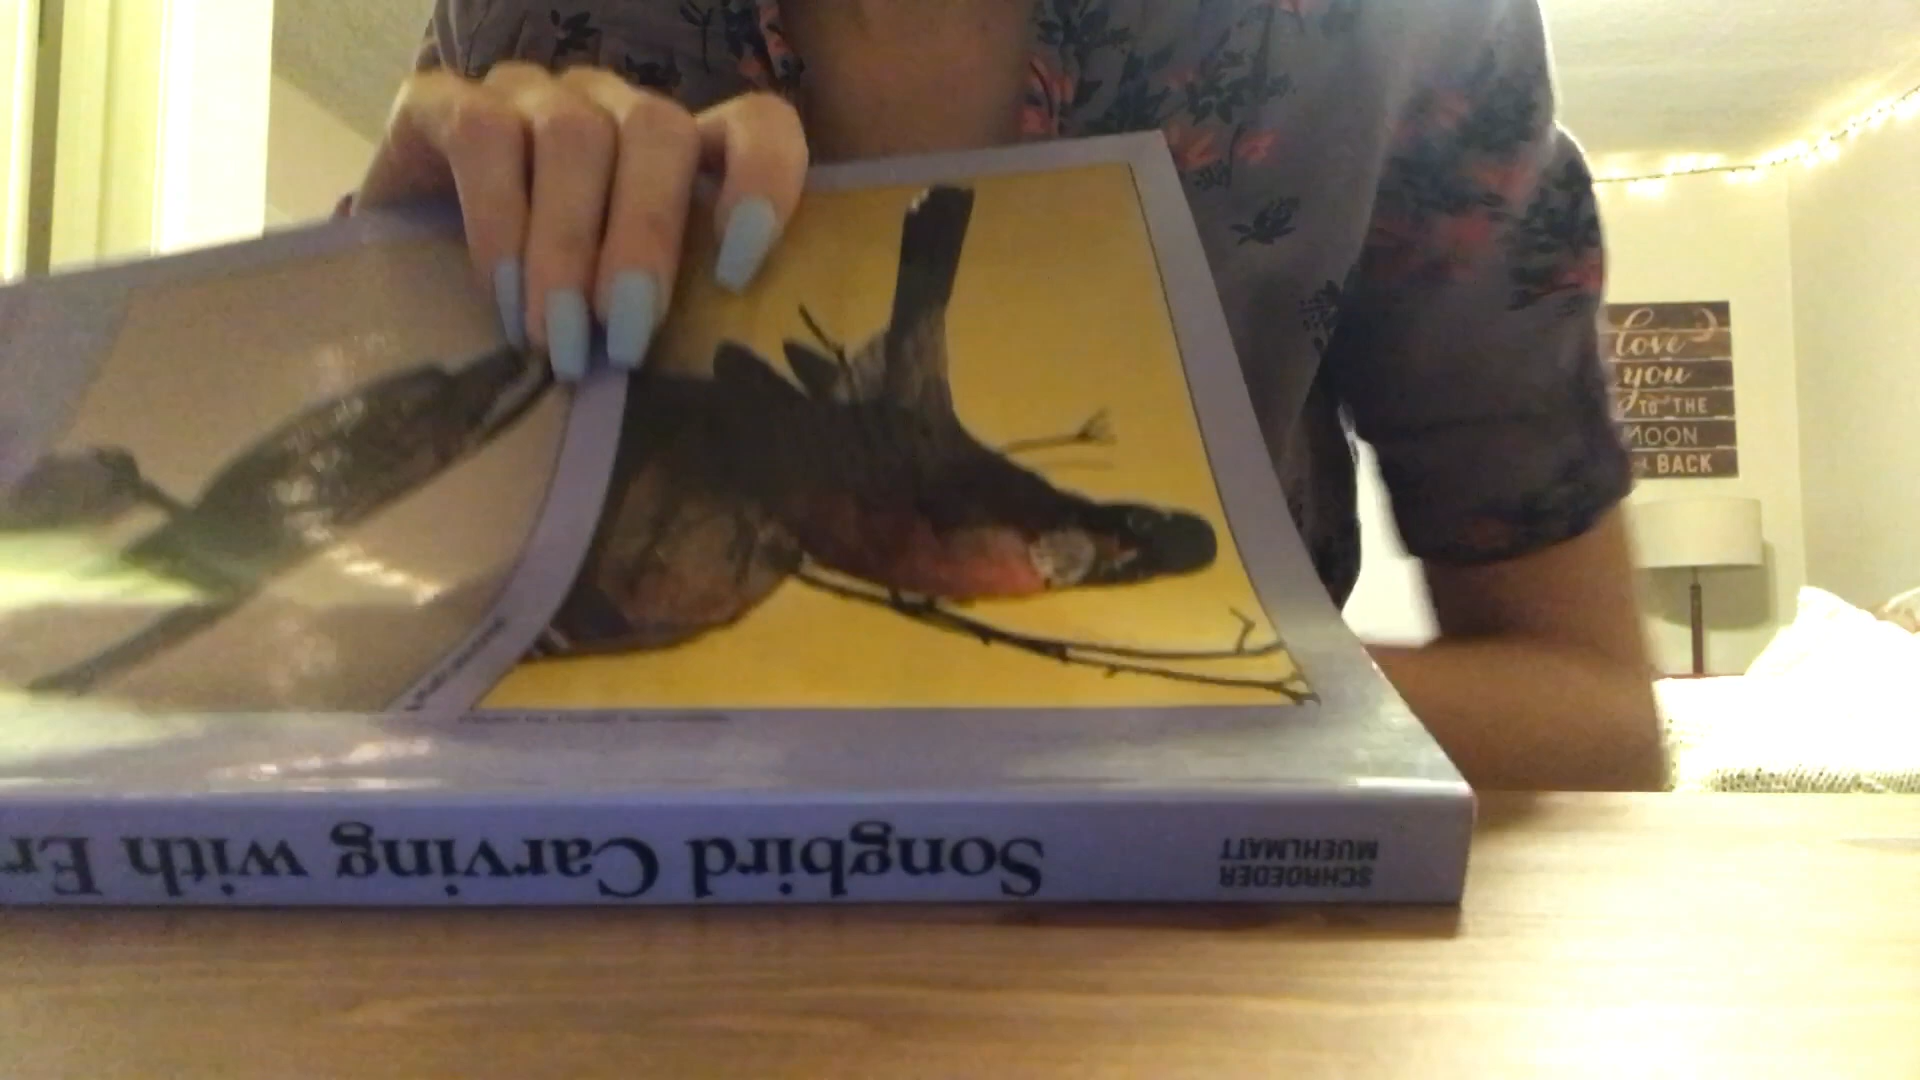 love
you
TO THE
MOON
BACK
Songbird Carving with Er
SCHROEDER
MUEHLMATT